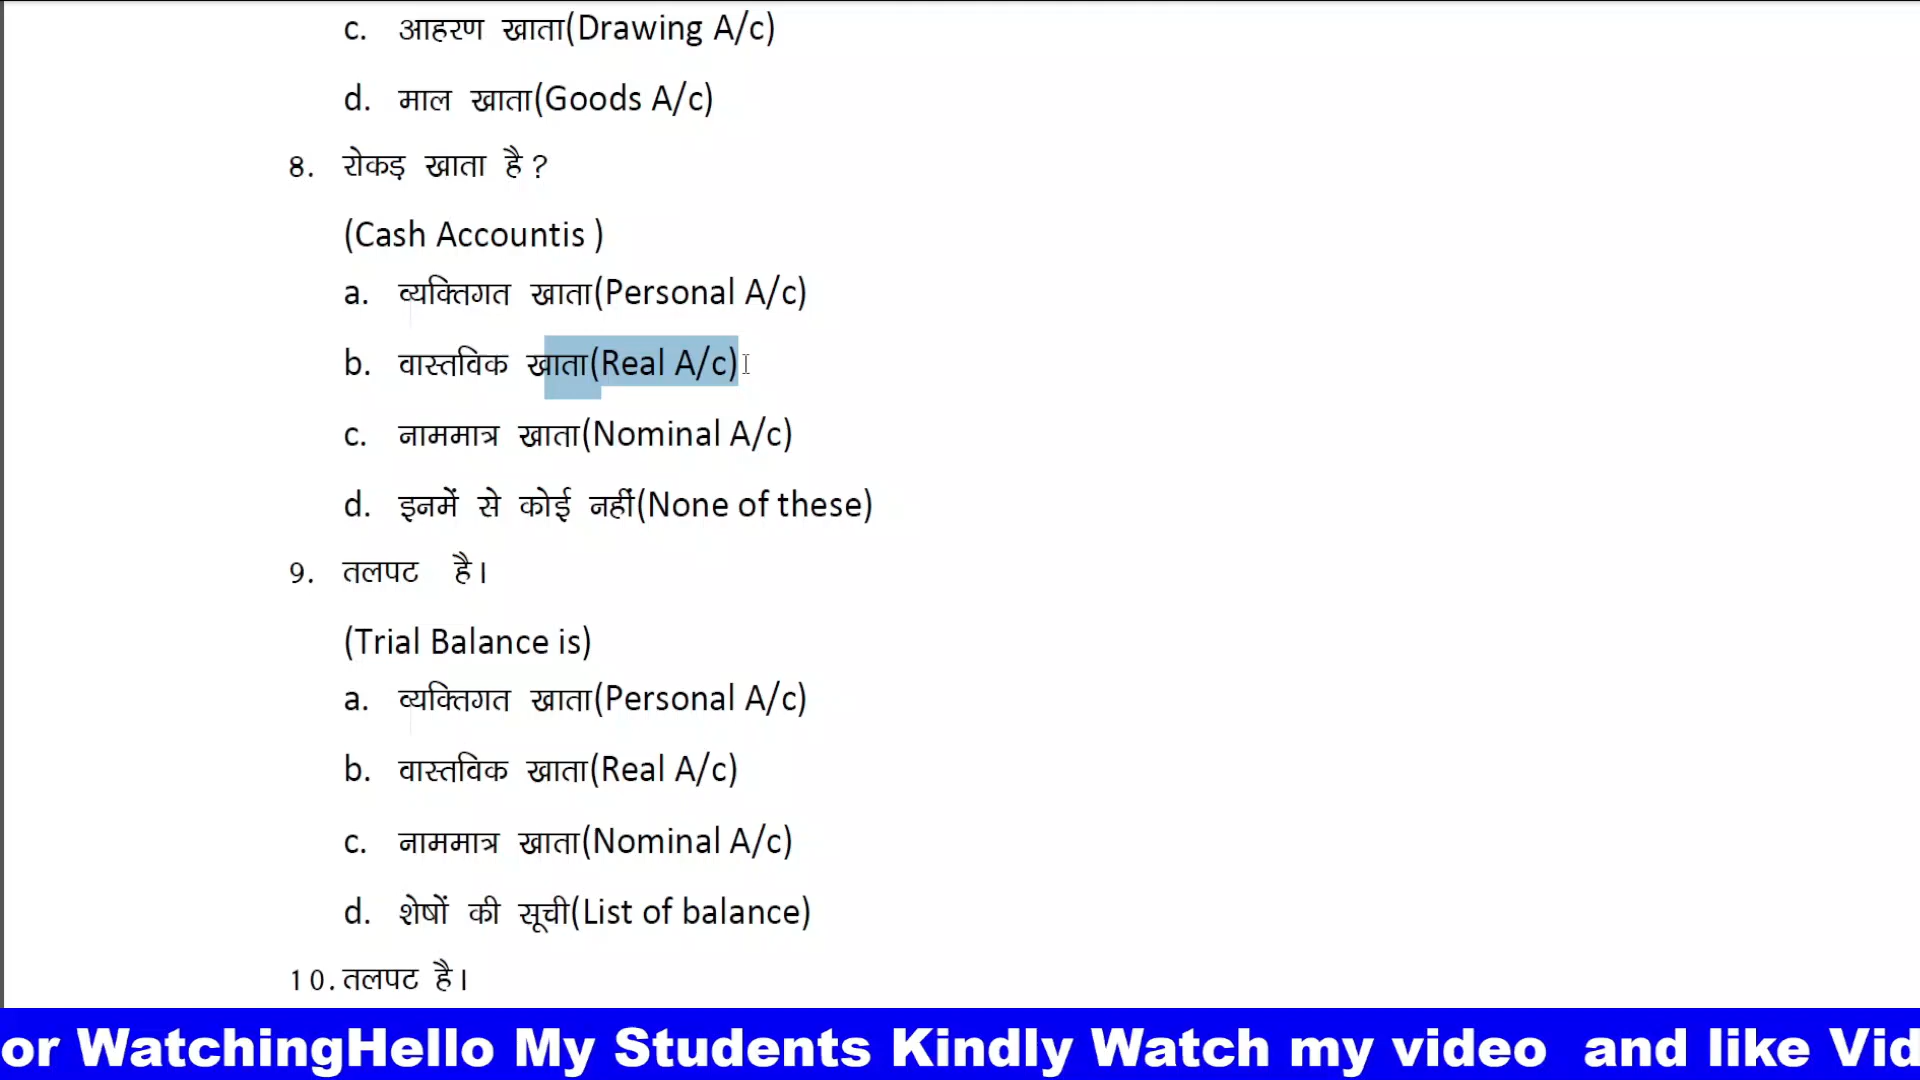 c. आहरण खाता(Drawing A/c)
d. माल खाता(Goods A/c)
8. रोकड़ खाता है ?
(Cash Accountis )
a. व्यक्तिगत खाता(Personal A/c)
b. वास्तविक खाता(Real A/c)
c. नाममात्र खाता(Nominal A/c)
d. इनमें से कोई नहीं(None of these)
9. तलपट है।
(Trial Balance is)
a. व्यक्तिगत खाता(Personal A/c)
b. वास्तविक खाता(Real A/c)
c. नाममात्र खाता(Nominal A/c)
d. शेषों की सूची(List of balance)
10. तलपट है।
or WatchingHello My Students Kindly Watch my video and like Vid